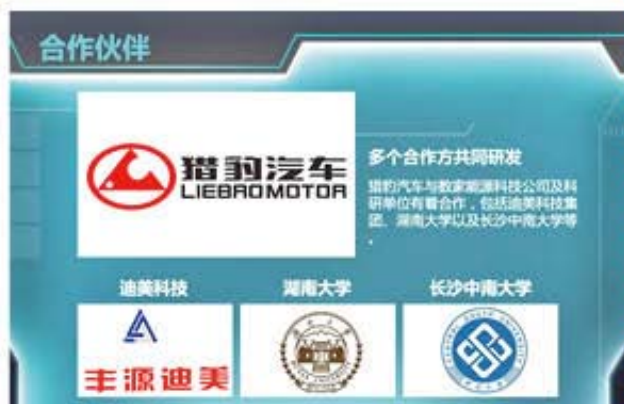 合作伙伴
猎豹汽车
LIEBAOMOTOR
多个合作方共同研发
猎豹汽车与数家能源科技公司及科
研单位有着合作，包括迪美科技集
团、湖南大学以及长沙中南大学等
。
迪美科技
湖南大学
长沙中南大学
丰源迪美